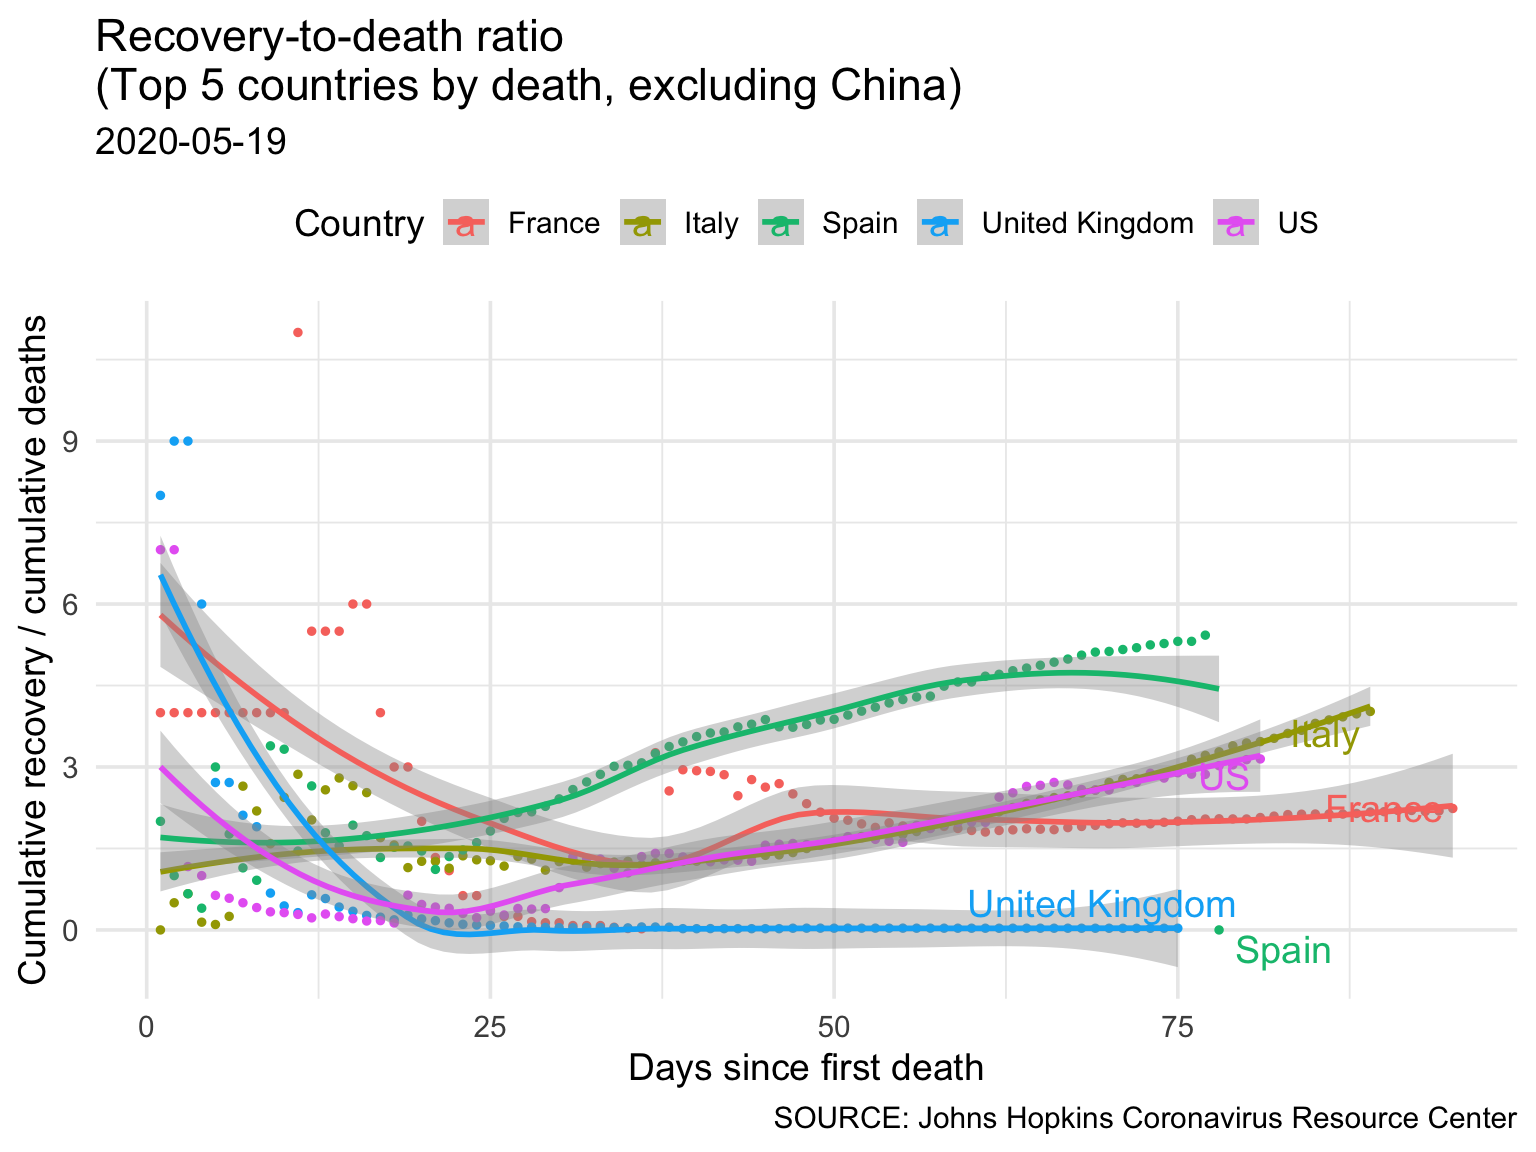 Recovery-to-death ratio
(Top 5 countries by death, excluding China)
2020-05-19
Country a France a Italy a Spain a United Kingdom a US
Cumulative recovery / cumulative deaths
9
6
3
0
Italy
US
France
United Kingdom
Spain
0 25 50 75
Days since first death
SOURCE: Johns Hopkins Coronavirus Resource Center